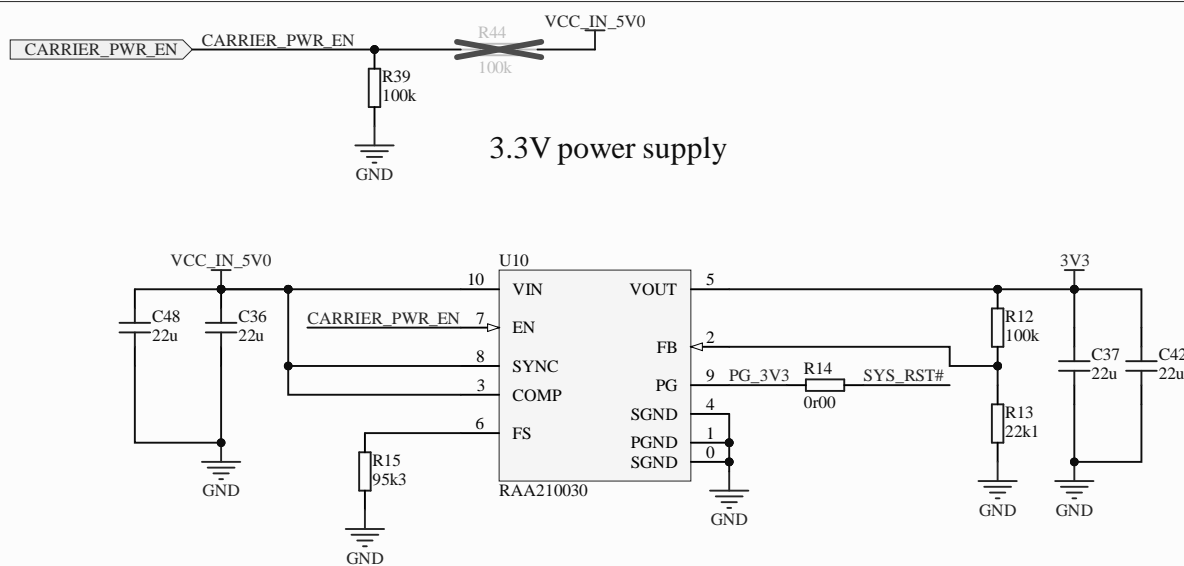 VCC_IN_5V0
CARRIER_PWR_EN
CARRIER_PWR_EN
R44
100k
R39
100k
GND
3.3V power supply
VCC_IN_5V0
U10
3V3
10
VIN
VOUT
5
C48
22u
C36
22u
CARRIER_PWR_EN
7
EN
R12
100k
FB
2
8
SYNC
C37
22u
C42
22u
3
COMP
PG
9
PG_3V3
R14
0r00
SYS_RST#
SGND
4
6
FS
PGND
1
R13
22k1
SGND
0
R15
95k3
RAA210030
GND
GND
GND
GND
GND